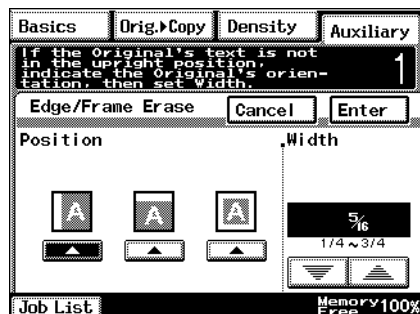 Basics
Orig.▸Copy
Density
Auxiliary
If the Original's text is not
in the upright position,
indicate the Original's orien-
tation, then set Width.
1
Edge/Frame Erase
Cancel
Enter
Position
Width
A
A
A
5/16
1/4~3/4
Job List
Memory
Free 100%